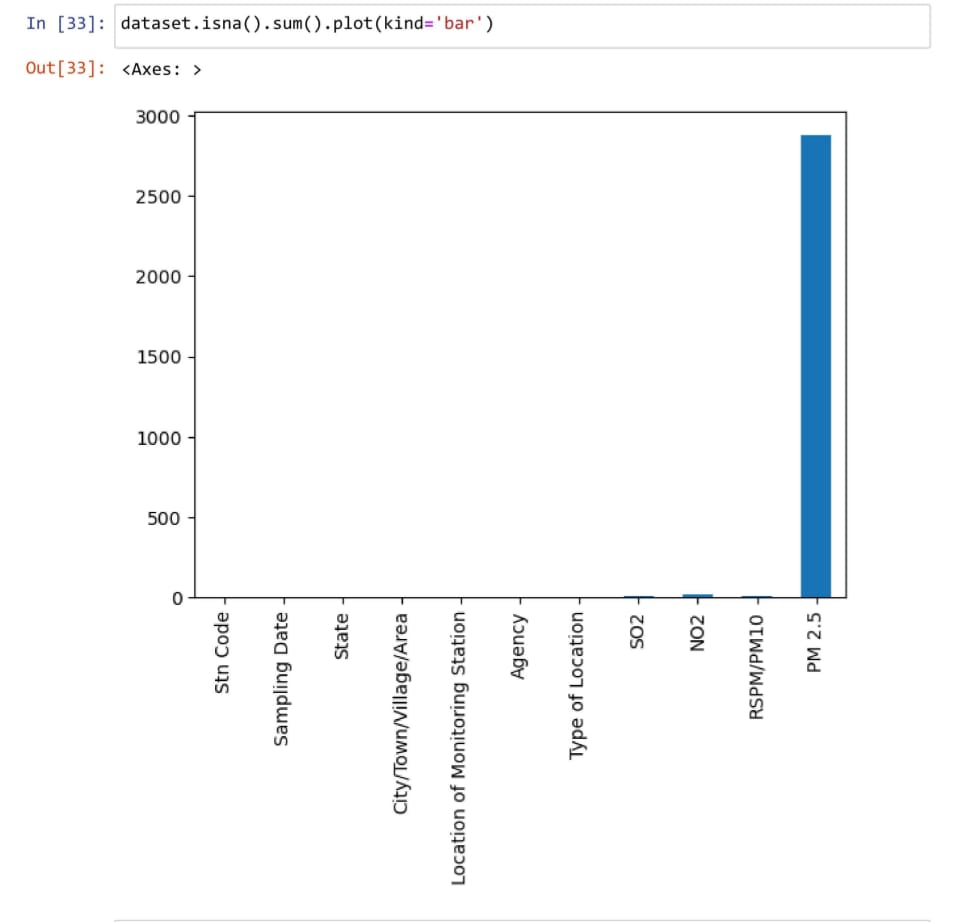 In [33]: dataset.isna().sum().plot(kind='bar')
Out[33]: <Axes: >
3000
2500
2000
1500
1000
500
0
Stn Code
Sampling Date
State
City/Town/Village/Area
Location of Monitoring Station
Agency
Type of Location
SO2
NO2
RSPM/PM10
PM 2.5